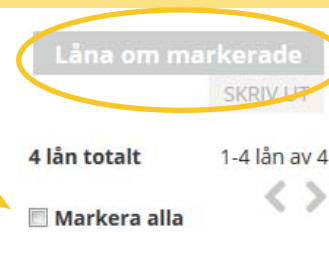 Låna om markerade
SKRIV UT
4 lån totalt 1-4 lån av 4
Markera alla